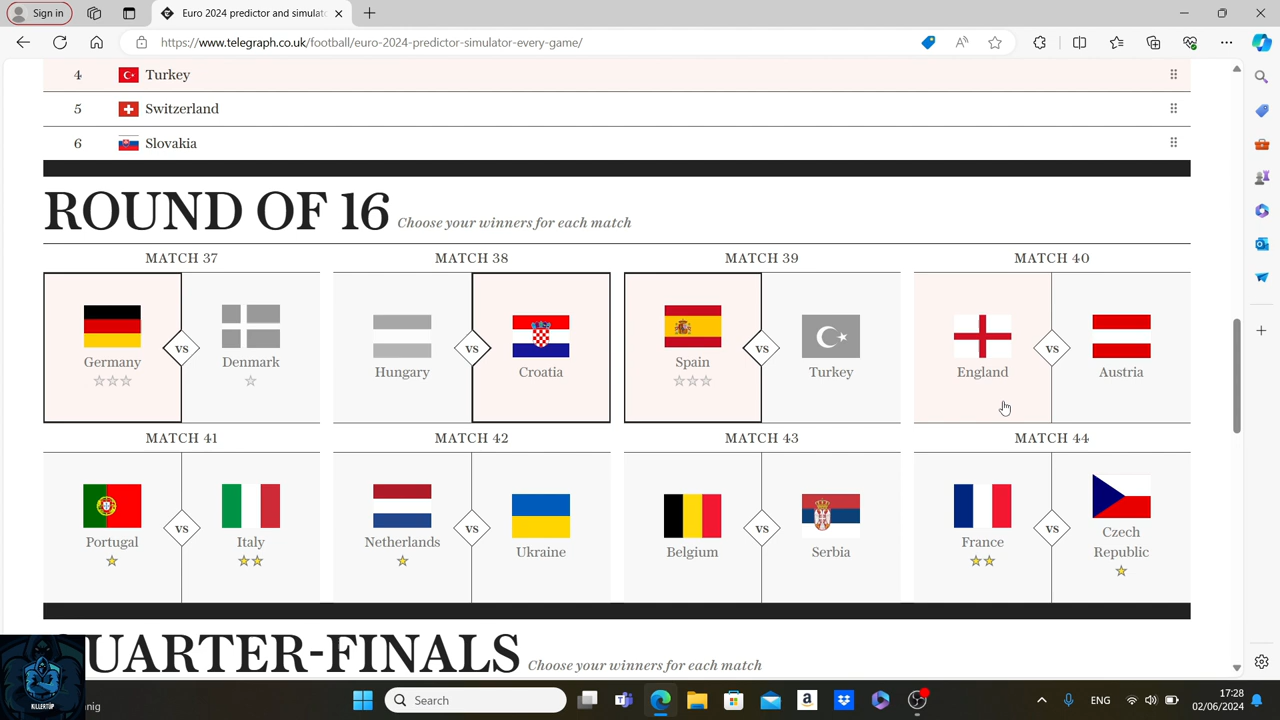 Sign in
Euro 2024 predictor and simulat
https://www.telegraph.co.uk/football/euro-2024-predictor-simulator-every-game/
4 Turkey
5 Switzerland
6 Slovakia
ROUND OF 16 Choose your winners for each match
MATCH 37 MATCH 38 MATCH 39 MATCH 40
Germany vs Denmark Hungary vs Croatia Spain vs Turkey England vs Austria
MATCH 41 MATCH 42 MATCH 43 MATCH 44
Portugal vs Italy Netherlands vs Ukraine Belgium vs Serbia France vs Czech Republic
UARTER-FINALS Choose your winners for each match
KILLERTUP
nig
Search
ENG
17:28
02/06/2024